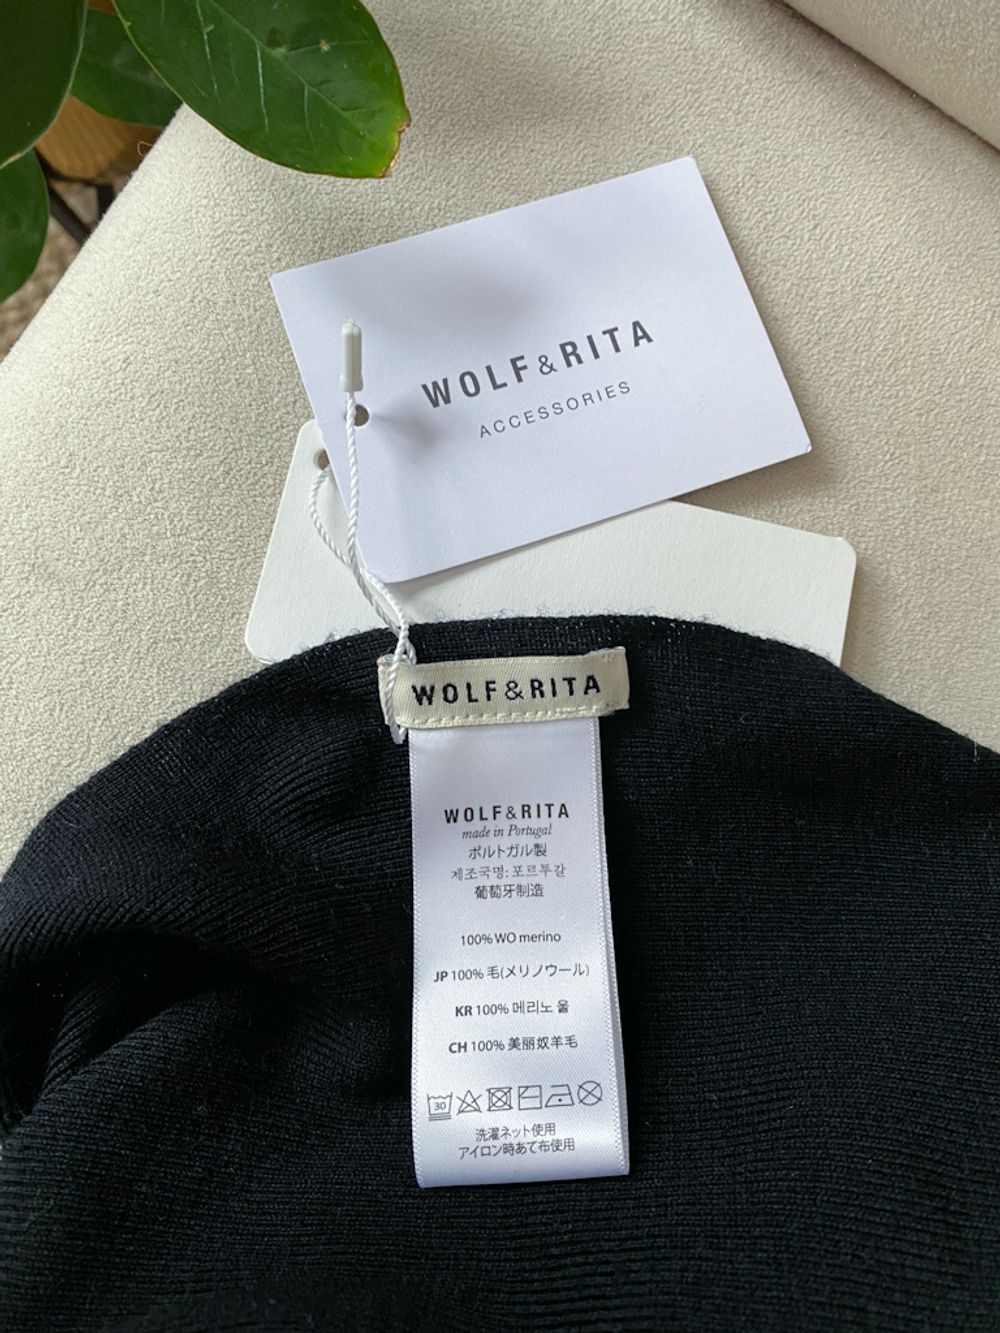 WOLF&RITA
ACCESSORIES
WOLF&RITA
WOLF&RITA
made in Portugal
ポルトガル製
제조국명: 포르투갈
葡萄牙制造
100% WO merino
JP 100% 毛(メリノウール)
KR 100% 메리노 울
CH 100% 美丽奴羊毛
30
洗濯ネット使用
アイロン時あて布使用